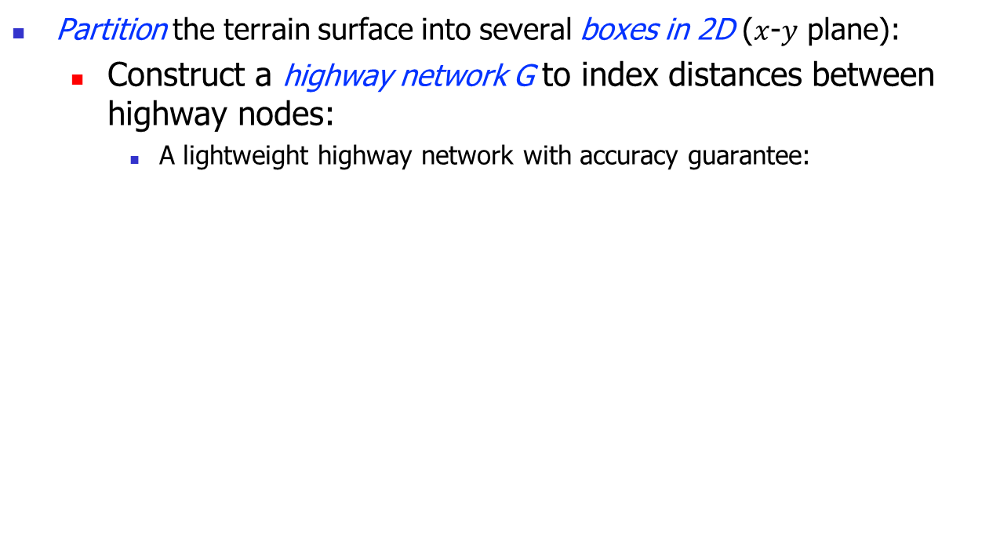 Partition the terrain surface into several boxes in 2D (x-y plane):
Construct a highway network G to index distances between
highway nodes:
A lightweight highway network with accuracy guarantee: